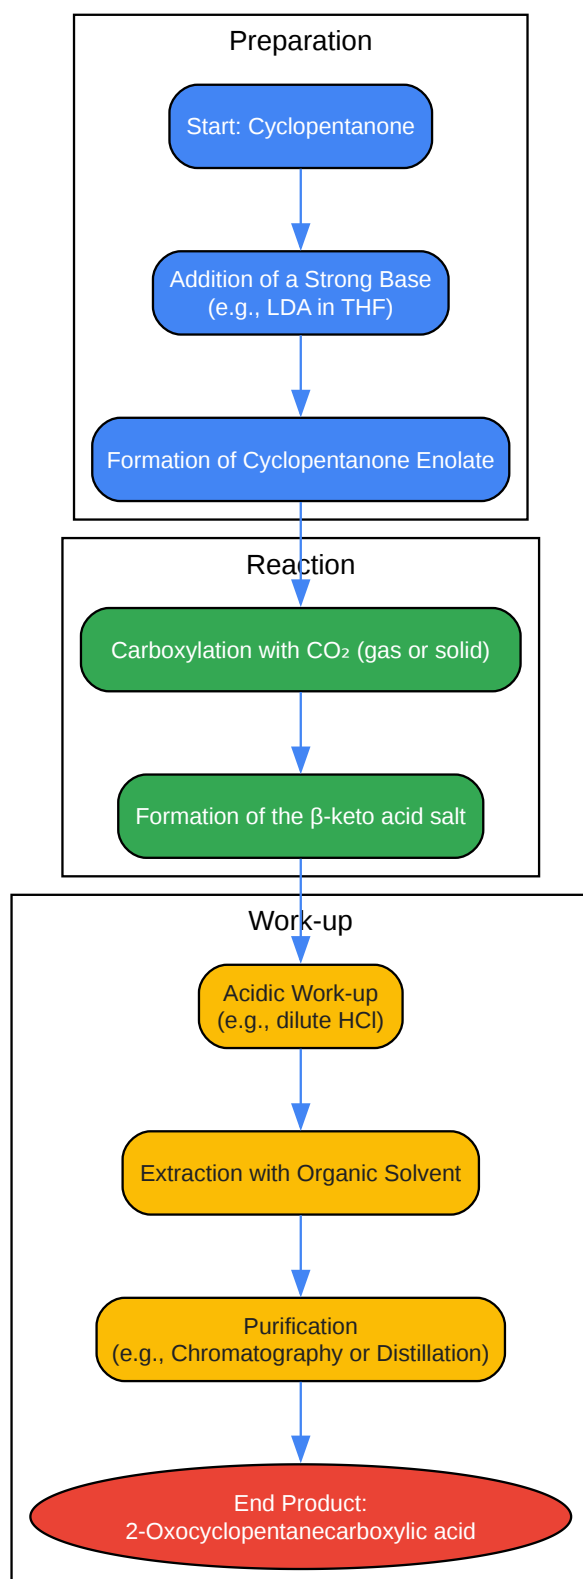 Preparation
Start: Cyclopentanone
Addition of a Strong Base
(e.g., LDA in THF)
Formation of Cyclopentanone Enolate
Reaction
Carboxylation with CO₂ (gas or solid)
Formation of the β-keto acid salt
Work-up
Acidic Work-up
(e.g., dilute HCl)
Extraction with Organic Solvent
Purification
(e.g., Chromatography or Distillation)
End Product:
2-Oxocyclopentanecarboxylic acid